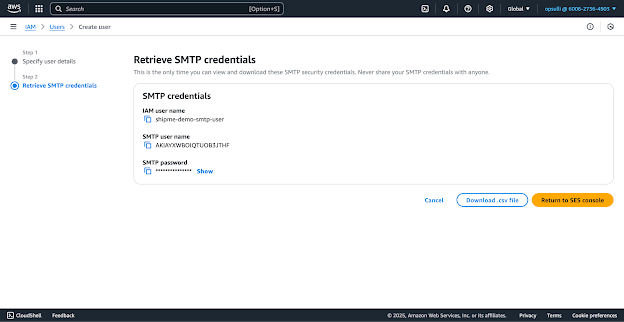 aws
Search
[Option+S]
Global
opselli @ 6006-2736-4993
IAM
Users
Create user
Step 1
Specify user details
Step 2
Retrieve SMTP credentials
Retrieve SMTP credentials
This is the only time you can view and download these SMTP security credentials. Never share your SMTP credentials with anyone.
SMTP credentials
IAM user name
shipme-demo-smtp-user
SMTP user name
AKIAYXWBOIQTUOB3JTHF
SMTP password
*************** Show
Cancel
Download .csv file
Return to SES console
CloudShell
Feedback
© 2025, Amazon Web Services, Inc. or its affiliates.
Privacy
Terms
Cookie preferences